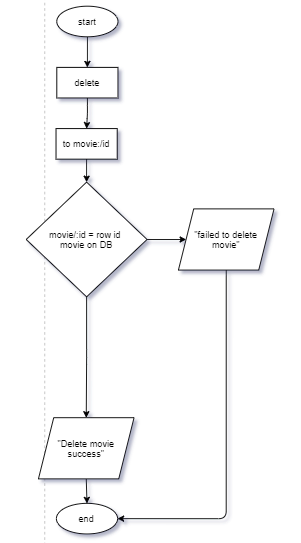 start
delete
to movie:/id
movie/:id = row id
movie on DB
"failed to delete
movie"
"Delete movie
success"
end